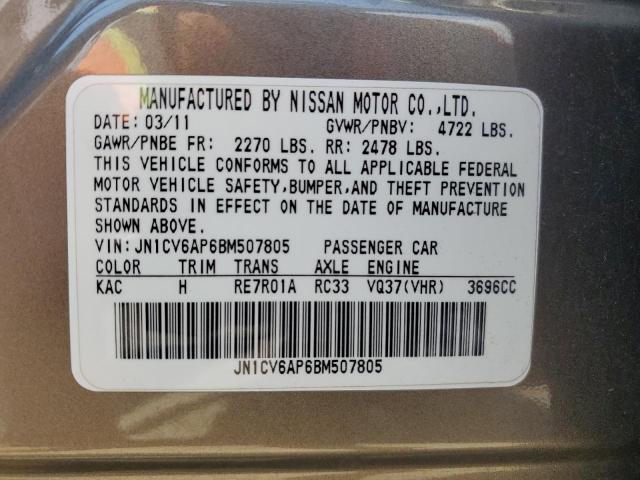 MANUFACTURED BY NISSAN MOTOR CO.,LTD.
DATE: 03/11 GVWR/PNBV: 4722 LBS.
GAWR/PNBE FR: 2270 LBS. RR: 2478 LBS.
THIS VEHICLE CONFORMS TO ALL APPLICABLE FEDERAL
MOTOR VEHICLE SAFETY,BUMPER,AND THEFT PREVENTION
STANDARDS IN EFFECT ON THE DATE OF MANUFACTURE
SHOWN ABOVE.
VIN:JN1CV6AP6BM507805 PASSENGER CAR
COLOR TRIM TRANS AXLE ENGINE
KAC H RE7R01A RC33 VQ37(VHR) 3696CC
JN1CV6AP6BM507805